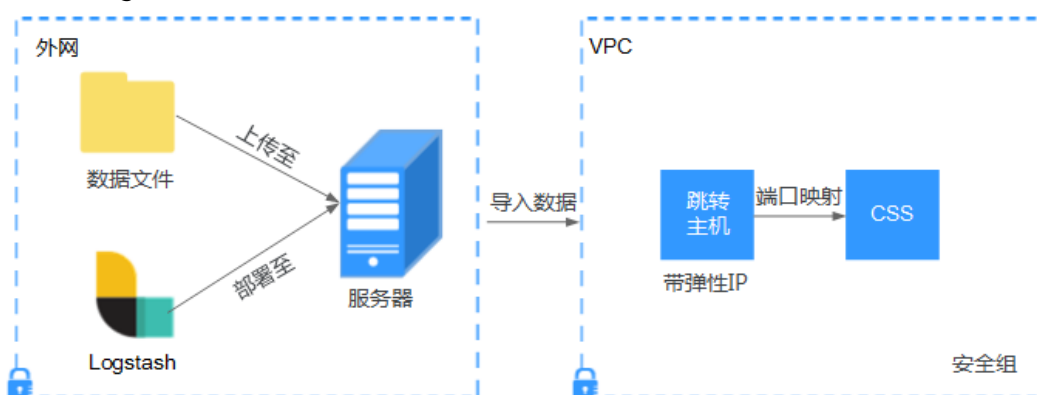 外网
VPC
上传至
数据文件
导入数据
跳转
主机
端口映射
CSS
部署至
服务器
带弹性IP
Logstash
安全组